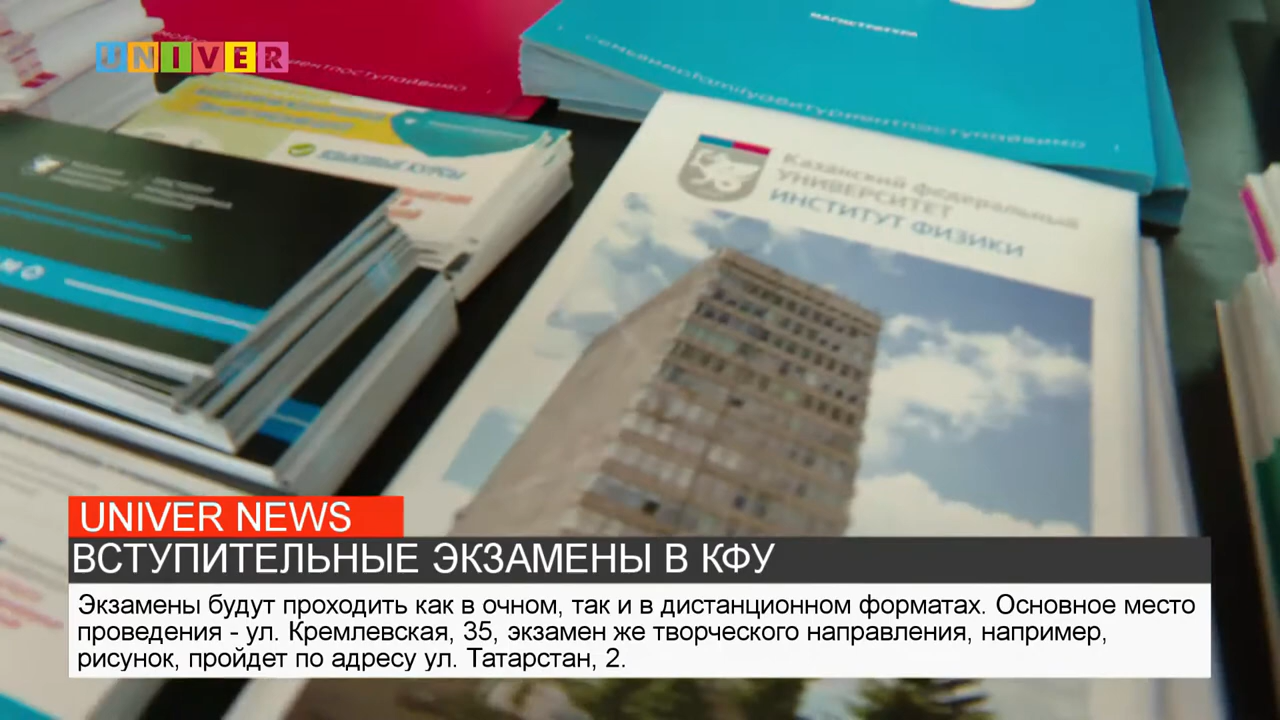 UNIVER
МАГИСТРАТУРА
семьявместеfamilyабитуриентпоступайвмо
ЯЗЫКОВЫЕ КУРСЫ
Казанский федеральный
УНИВЕРСИТЕТ
ИНСТИТУТ ФИЗИКИ
UNIVER NEWS
ВСТУПИТЕЛЬНЫЕ ЭКЗАМЕНЫ В КФУ
Экзамены будут проходить как в очном, так и в дистанционном форматах. Основное место
проведения - ул. Кремлевская, 35, экзамен же творческого направления, например,
рисунок, пройдет по адресу ул. Татарстан, 2.